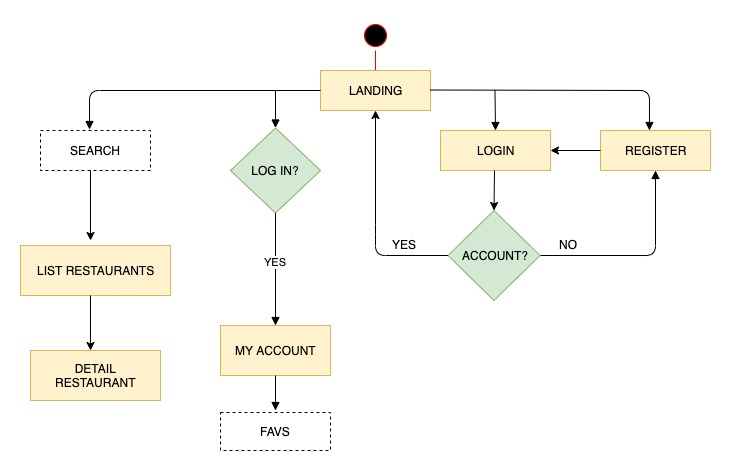 LANDING
SEARCH
LOG IN?
LOGIN
REGISTER
YES
NO
ACCOUNT?
YES
LIST RESTAURANTS
MY ACCOUNT
DETAIL
RESTAURANT
FAVS